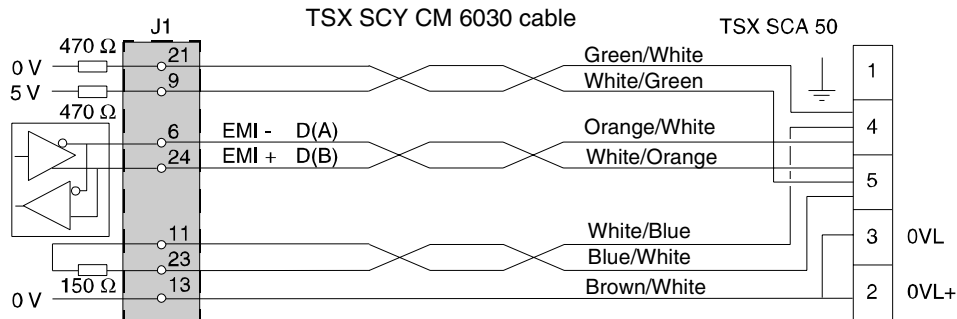 TSX SCY CM 6030 cable
J1
TSX SCA 50
470 Ω
21
Green/White
0 V
9
White/Green
1
5 V
470 Ω
6
EMI - D(A)
Orange/White
4
24
EMI + D(B)
White/Orange
5
11
White/Blue
3
0VL
23
Blue/White
150 Ω
13
Brown/White
0 V
2
0VL+